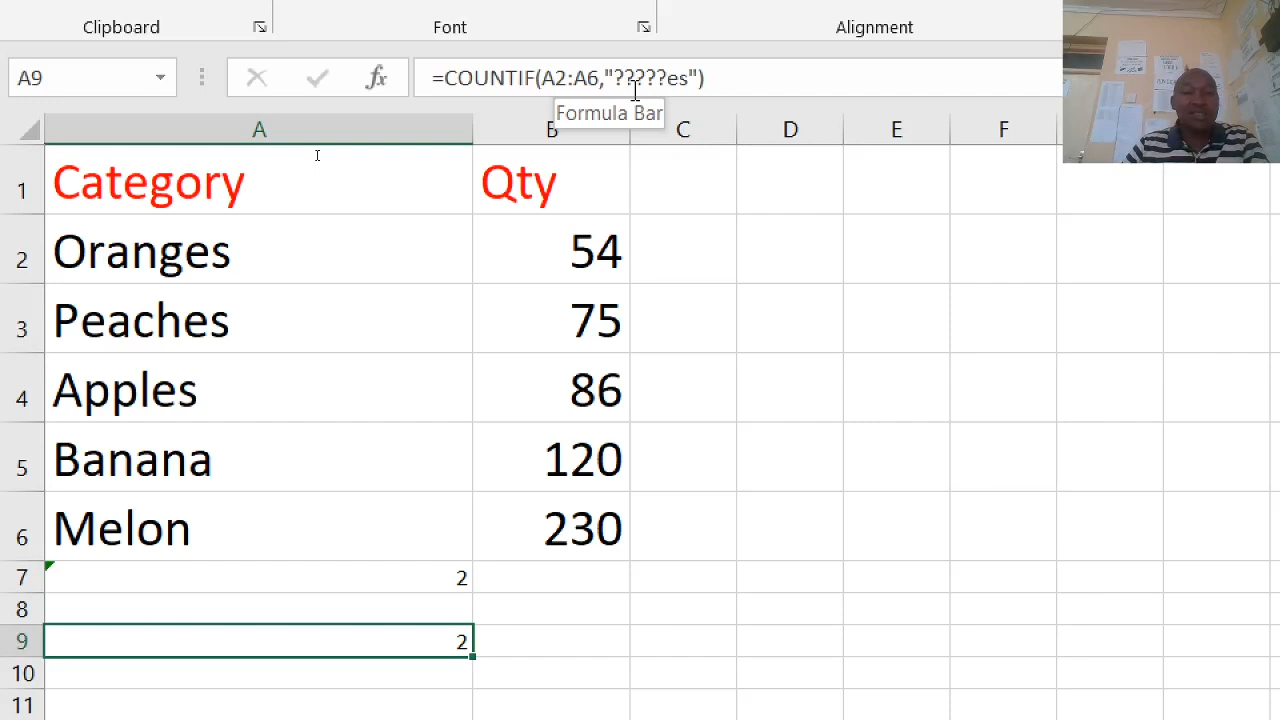 Clipboard Font Alignment
A9 fx =COUNTIF(A2:A6,"?????es")
Formula Bar
A B C D E F
1 Category Qty
2 Oranges 54
3 Peaches 75
4 Apples 86
5 Banana 120
6 Melon 230
7 2
8
9 2
10
11